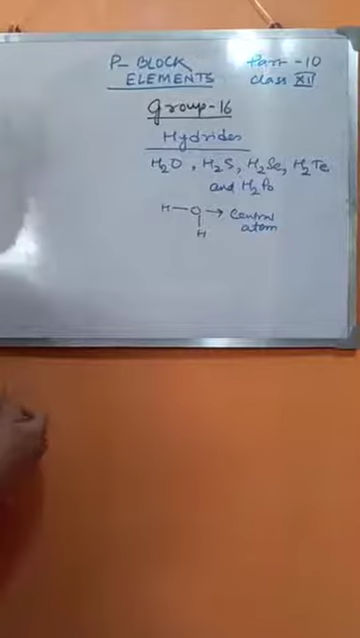 P- BLOCK ELEMENTS
Part -10
Class XII
Group-16
Hydrides
H₂O, H₂S, H₂Se, H₂Te
and H₂Po
H—O→ Central atom
H